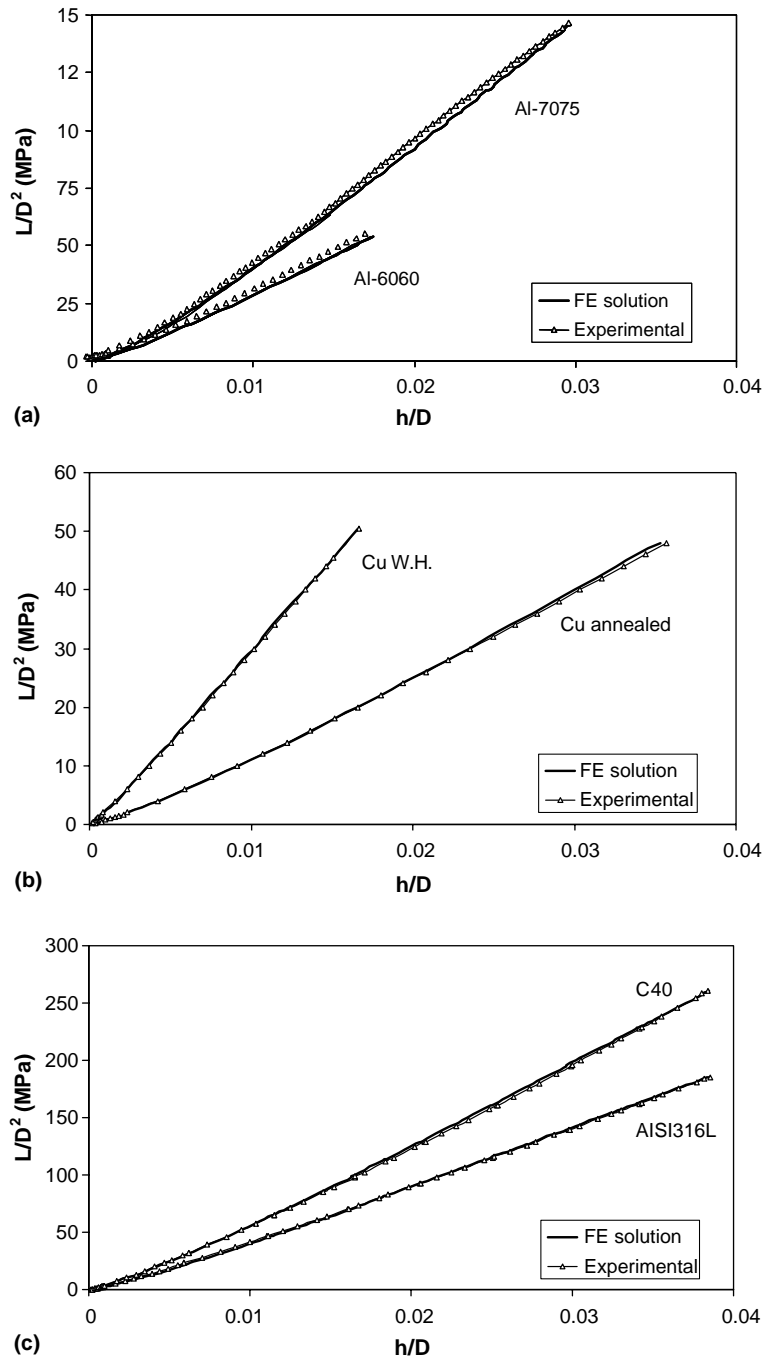 15
12
10
75
50
25
0
L/D² (MPa)
Al-7075
Al-6060
FE solution
Experimental
0 0.01 0.02 0.03 0.04
(a)
h/D
60
50
40
30
20
10
0
L/D² (MPa)
Cu W.H.
Cu annealed
FE solution
Experimental
0 0.01 0.02 0.03 0.04
(b)
h/D
300
250
200
150
100
50
0
L/D² (MPa)
C40
AISI316L
FE solution
Experimental
0 0.01 0.02 0.03 0.04
(c)
h/D